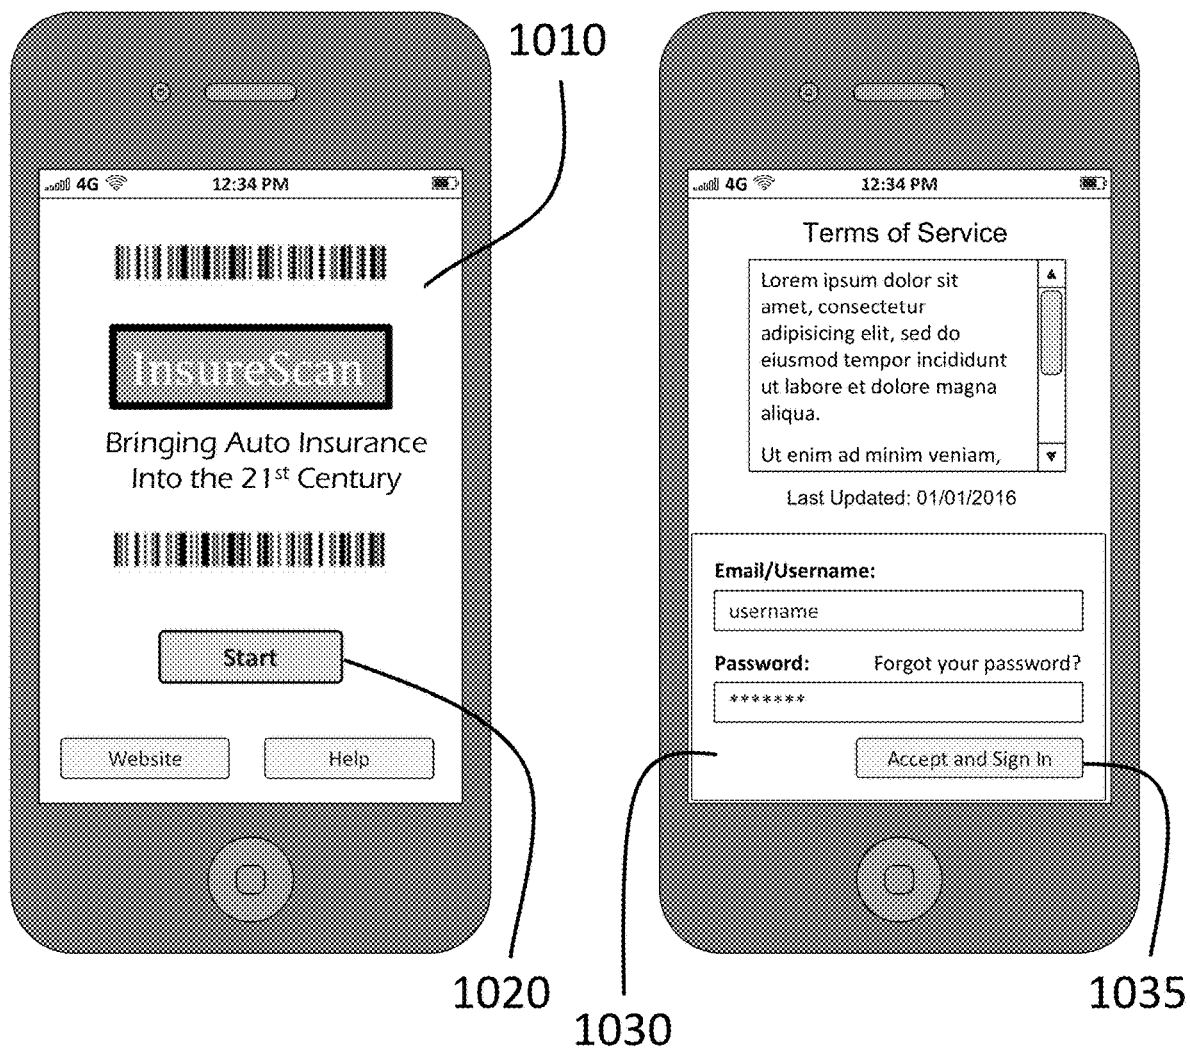 1010
4G 12:34 PM
InsureScan
Bringing Auto Insurance
Into the 21st Century
Start
Website Help
1020
4G 12:34 PM
Terms of Service
Lorem ipsum dolor sit
amet, consectetur
adipisicing elit, sed do
eiusmod tempor incididunt
ut labore et dolore magna
aliqua.
Ut enim ad minim veniam,
Last Updated: 01/01/2016
Email/Username:
username
Password: Forgot your password?
*******
Accept and Sign In
1030
1035